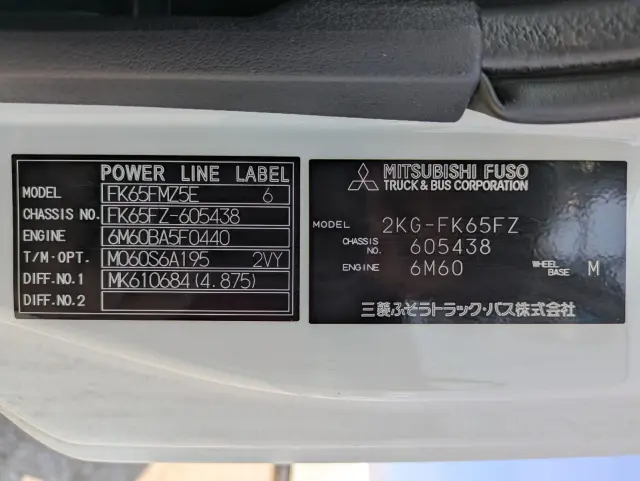 POWER LINE LABEL
MODEL FK65FM75E 6
CHASSIS NO. FK65FZ-605438
ENGINE 6M60BA5F0440
T/M·OPT. M060S6A195 2VY
DIFF.NO.1 MK610684(4.875)
DIFF.NO.2
MITSUBISHI FUSO
TRUCK & BUS CORPORATION
MODEL 2KG-FK65FZ
CHASSIS NO. 605438
ENGINE 6M60 WHEEL BASE M
三菱ふそうトラック・バス株式会社